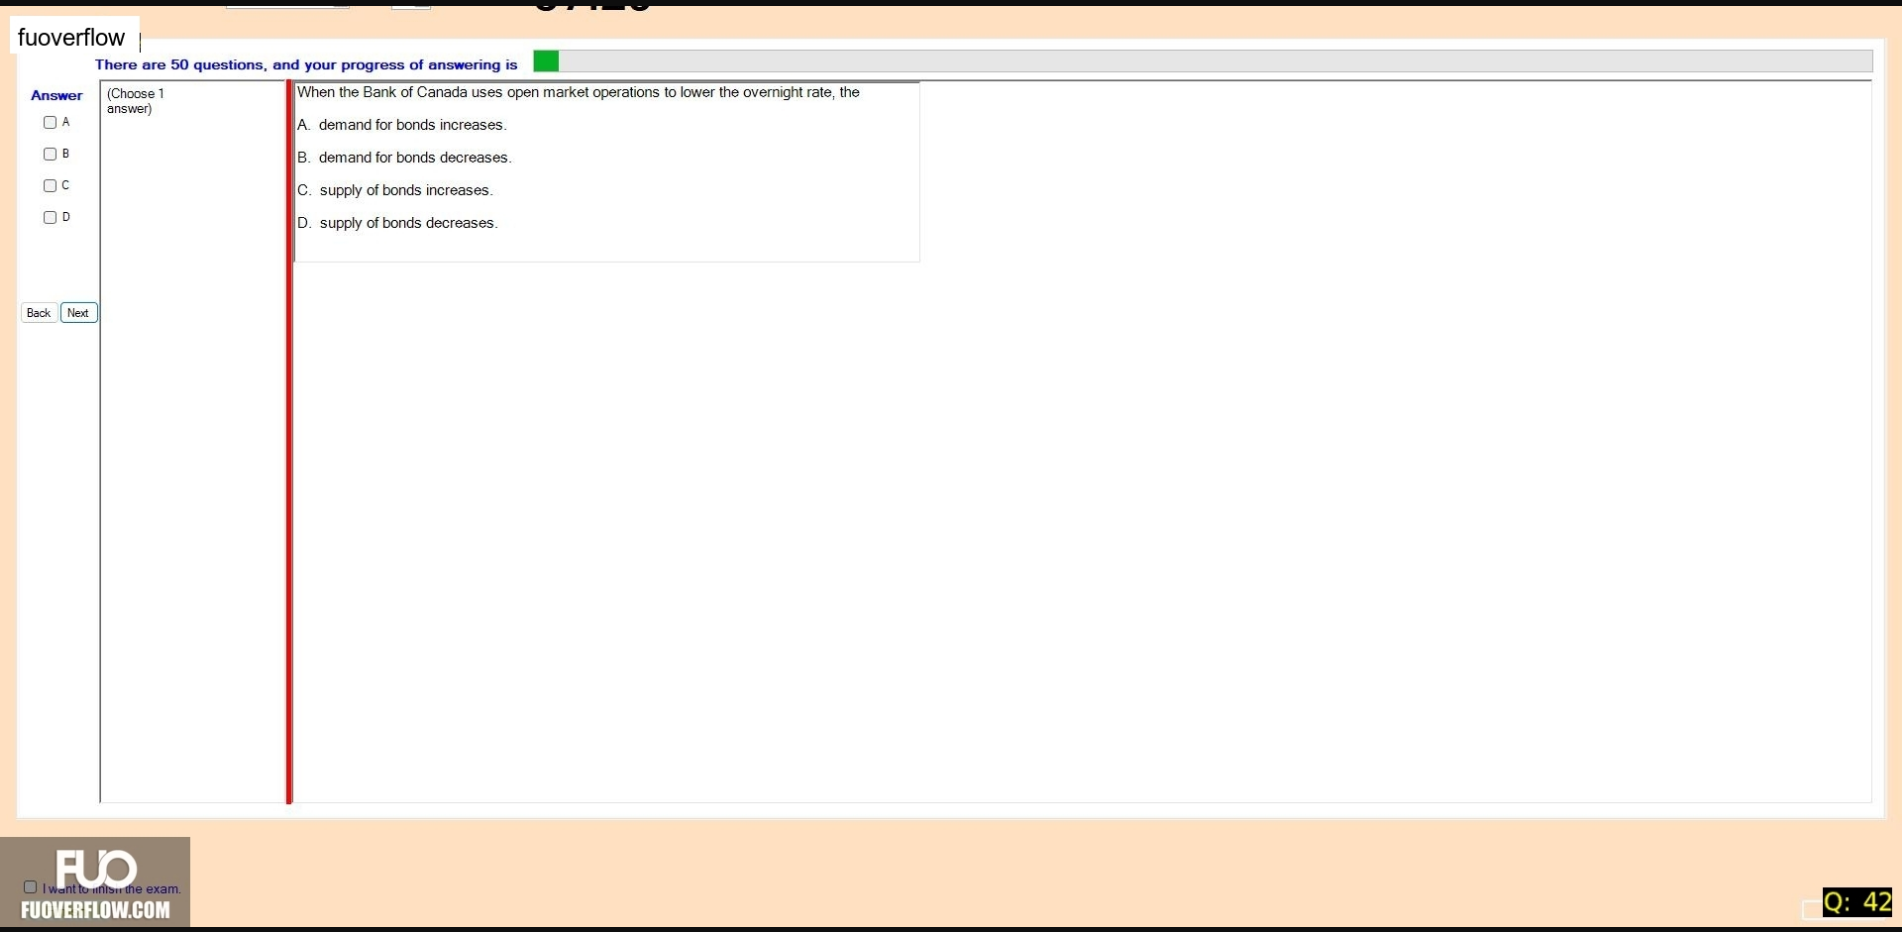 fuoverflow
There are 50 questions, and your progress of answering is
Answer
(Choose 1
answer)
A
B
C
D
Back
Next
When the Bank of Canada uses open market operations to lower the overnight rate, the
A. demand for bonds increases.
B. demand for bonds decreases.
C. supply of bonds increases.
D. supply of bonds decreases.
FUO
I want to finish the exam.
FUOVERFLOW.COM
Q: 42